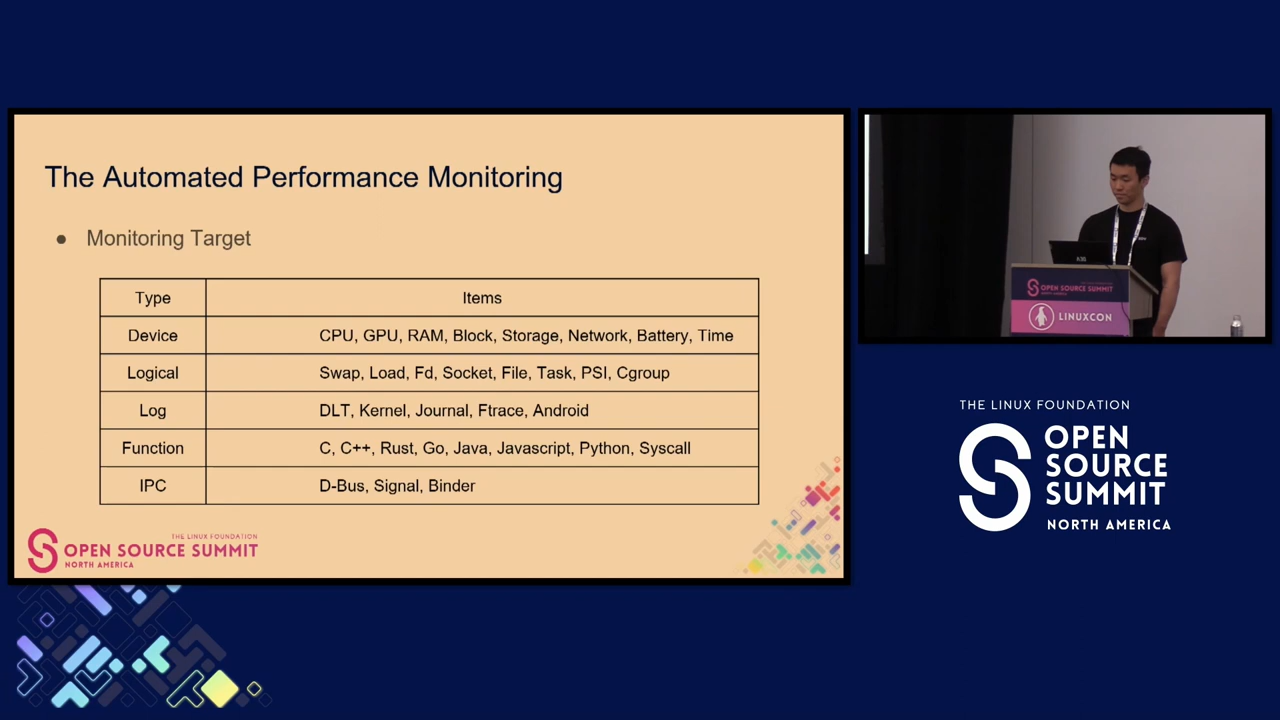 The Automated Performance Monitoring
● Monitoring Target
Type Items
Device CPU, GPU, RAM, Block, Storage, Network, Battery, Time
Logical Swap, Load, Fd, Socket, File, Task, PSI, Cgroup
Log DLT, Kernel, Journal, Ftrace, Android
Function C, C++, Rust, Go, Java, Javascript, Python, Syscall
IPC D-Bus, Signal, Binder
THE LINUX FOUNDATION
OPEN SOURCE SUMMIT
NORTH AMERICA
OPEN SOURCE SUMMIT
LINUXCON
THE LINUX FOUNDATION
OPEN
SOURCE
SUMMIT
NORTH AMERICA